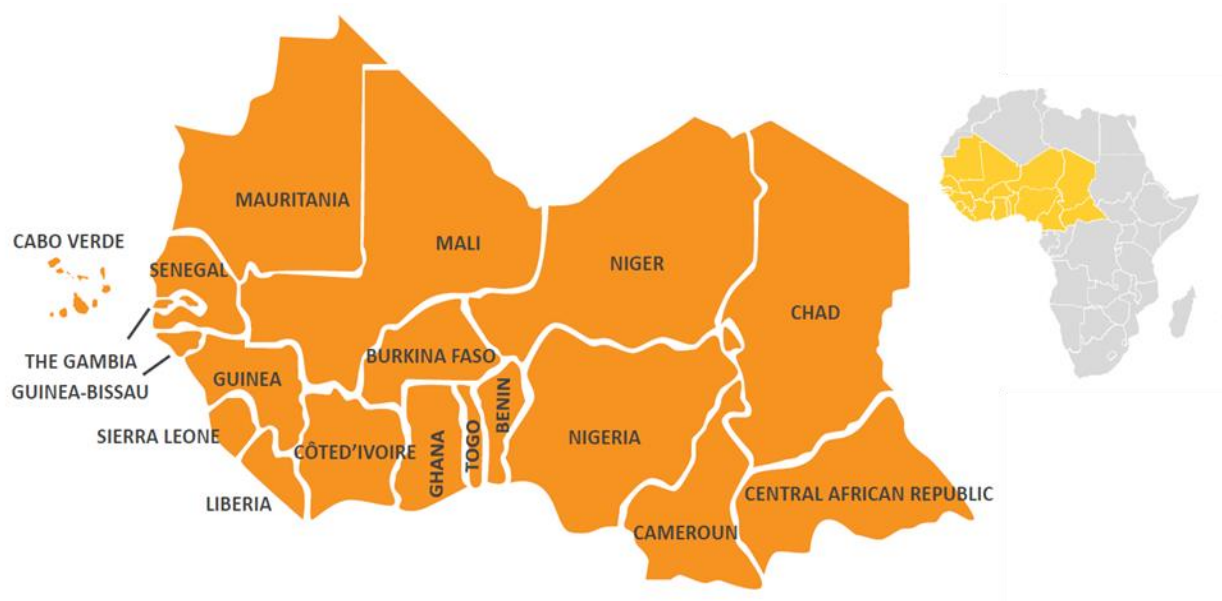 MAURITANIA
CABO VERDE
MALI
NIGER
SENEGAL
CHAD
THE GAMBIA
BURKINA FASO
GUINEA
GUINEA-BISSAU
BENIN
SIERRA LEONE
NIGERIA
TOGO
CÔTED'IVOIRE
GHANA
LIBERIA
CENTRAL AFRICAN REPUBLIC
CAMEROUN